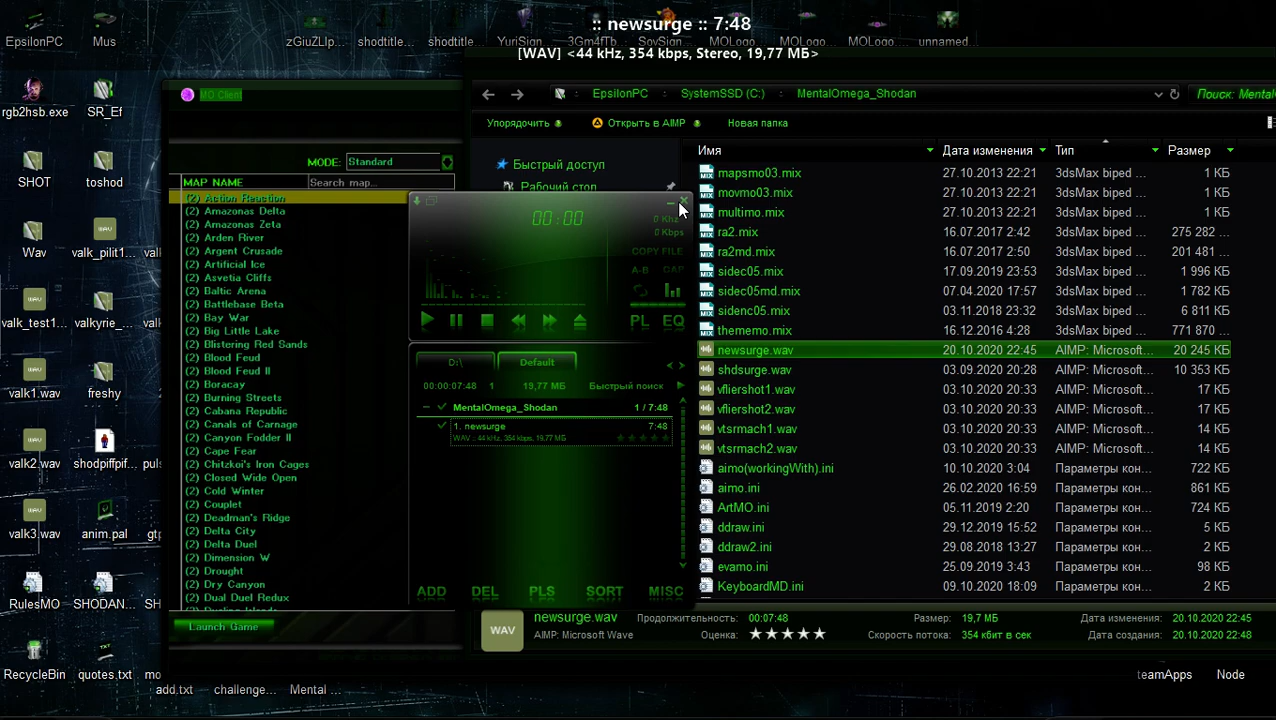 :: newsurge :: 7:48
[WAV] <44 kHz, 354 kbps, Stereo, 19,77 МБ>
EpsilonPC
Mus
zGiuZLIp...
shodtitle...
shodtitle...
YuriSign...
3Gm4fTb...
SovSign...
MOLogo...
MOLogo...
MOLogo...
unnamed
rgb2hsb.exe
SR_Ef
SHOT
toshod
Wav
valk_pilit1...
valk_test1...
valkyrie_...
valk1.wav
freshy
valk2.wav
shodpiffpif...
valk3.wav
anim.pal
RulesMO
SHODAN...
RecycleBin
quotes.txt
add.txt
challenge...
Mental ...
MO Client
MODE:
Standard
MAP NAME
Search map...
(2) Action Reaction
(2) Amazonas Delta
(2) Amazonas Zeta
(2) Arden River
(2) Argent Crusade
(2) Artificial Ice
(2) Asvetia Cliffs
(2) Baltic Arena
(2) Battlebase Beta
(2) Bay War
(2) Big Little Lake
(2) Blistering Red Sands
(2) Blood Feud
(2) Blood Feud II
(2) Boracay
(2) Burning Streets
(2) Cabana Republic
(2) Canals of Carnage
(2) Canyon Fodder II
(2) Cape Fear
(2) Chitzkoi's Iron Cages
(2) Closed Wide Open
(2) Cold Winter
(2) Couplet
(2) Deadman's Ridge
(2) Delta City
(2) Delta Duel
(2) Dimension W
(2) Drought
(2) Dry Canyon
(2) Dual Duel Redux
Launch Game
00:00
0 Khz
0 Kbps
COPY FILE
A-B
PL
EQ
D:\
Default
00:00:07:48
1
19,77 МБ
Быстрый поиск
MentalOmega_Shodan
1 / 7:48
1. newsurge
7:48
WAV :: 44 kHz, 354 kbps, 19,77 МБ
ADD
DEL
PLS
SORT
MISC
EpsilonPC
SystemSSD (C:)
MentalOmega_Shodan
Поиск: Mental
Упорядочить
Открыть в AIMP
Новая папка
Быстрый доступ
Рабочий стол
Имя
Дата изменения
Тип
Размер
mapsmo03.mix 27.10.2013 22:21 3dsMax biped ... 1 КБ
movmo03.mix 27.10.2013 22:21 3dsMax biped ... 1 КБ
multimo.mix 27.10.2013 22:21 3dsMax biped ... 1 КБ
ra2.mix 16.07.2017 2:42 3dsMax biped ... 275 282 ...
ra2md.mix 16.07.2017 2:50 3dsMax biped ... 201 481 ...
sidec05.mix 17.09.2019 23:53 3dsMax biped ... 1 996 КБ
sidec05md.mix 07.04.2020 17:57 3dsMax biped ... 1 782 КБ
sidenc05.mix 03.11.2018 23:32 3dsMax biped ... 6 811 КБ
thememo.mix 16.12.2016 4:28 3dsMax biped ... 771 870 ...
newsurge.wav 20.10.2020 22:45 AIMP: Microsoft... 20 245 КБ
shdsurge.wav 03.09.2020 20:28 AIMP: Microsoft... 10 353 КБ
vfliershot1.wav 03.10.2020 20:33 AIMP: Microsoft... 17 КБ
vfliershot2.wav 03.10.2020 20:33 AIMP: Microsoft... 17 КБ
vtsrmach1.wav 03.10.2020 20:33 AIMP: Microsoft... 17 КБ
vtsrmach2.wav 03.10.2020 20:33 AIMP: Microsoft... 14 КБ
aimo(workingWith).ini 10.10.2020 3:04 Параметры кон... 722 КБ
aimo.ini 26.02.2020 16:59 Параметры кон... 861 КБ
ArtMO.ini 05.11.2019 2:20 Параметры кон... 724 КБ
ddraw.ini 29.12.2019 15:52 Параметры кон... 5 КБ
ddraw2.ini 29.08.2018 13:27 Параметры кон... 2 КБ
evamo.ini 25.09.2019 3:43 Параметры кон... 58 КБ
KeyboardMD.ini 09.10.2020 18:09 Параметры кон... 2 КБ
WAV
newsurge.wav
AIMP: Microsoft Wave
Продолжительность: 00:07:48
Оценка:
Размер: 19,7 МБ
Скорость потока: 354 кбит в сек
Дата изменения: 20.10.2020 22:45
Дата создания: 20.10.2020 22:48
teamApps
Node